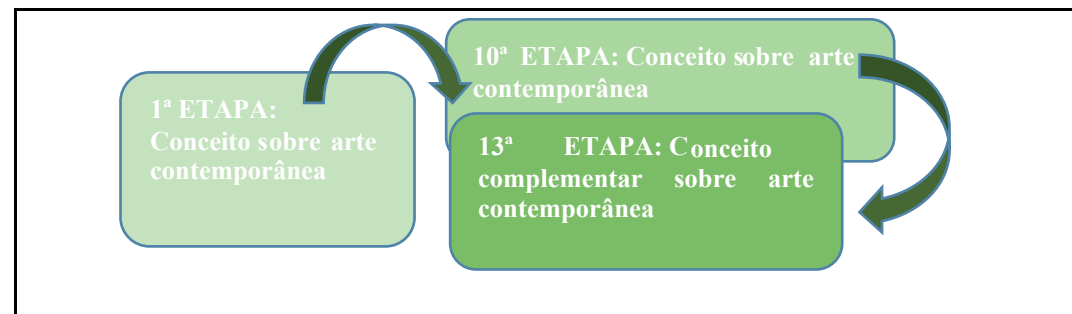 1ª ETAPA:
Conceito sobre arte
contemporânea
10ª ETAPA: Conceito sobre arte
contemporânea
13ª ETAPA: Conceito
complementar sobre arte
contemporânea